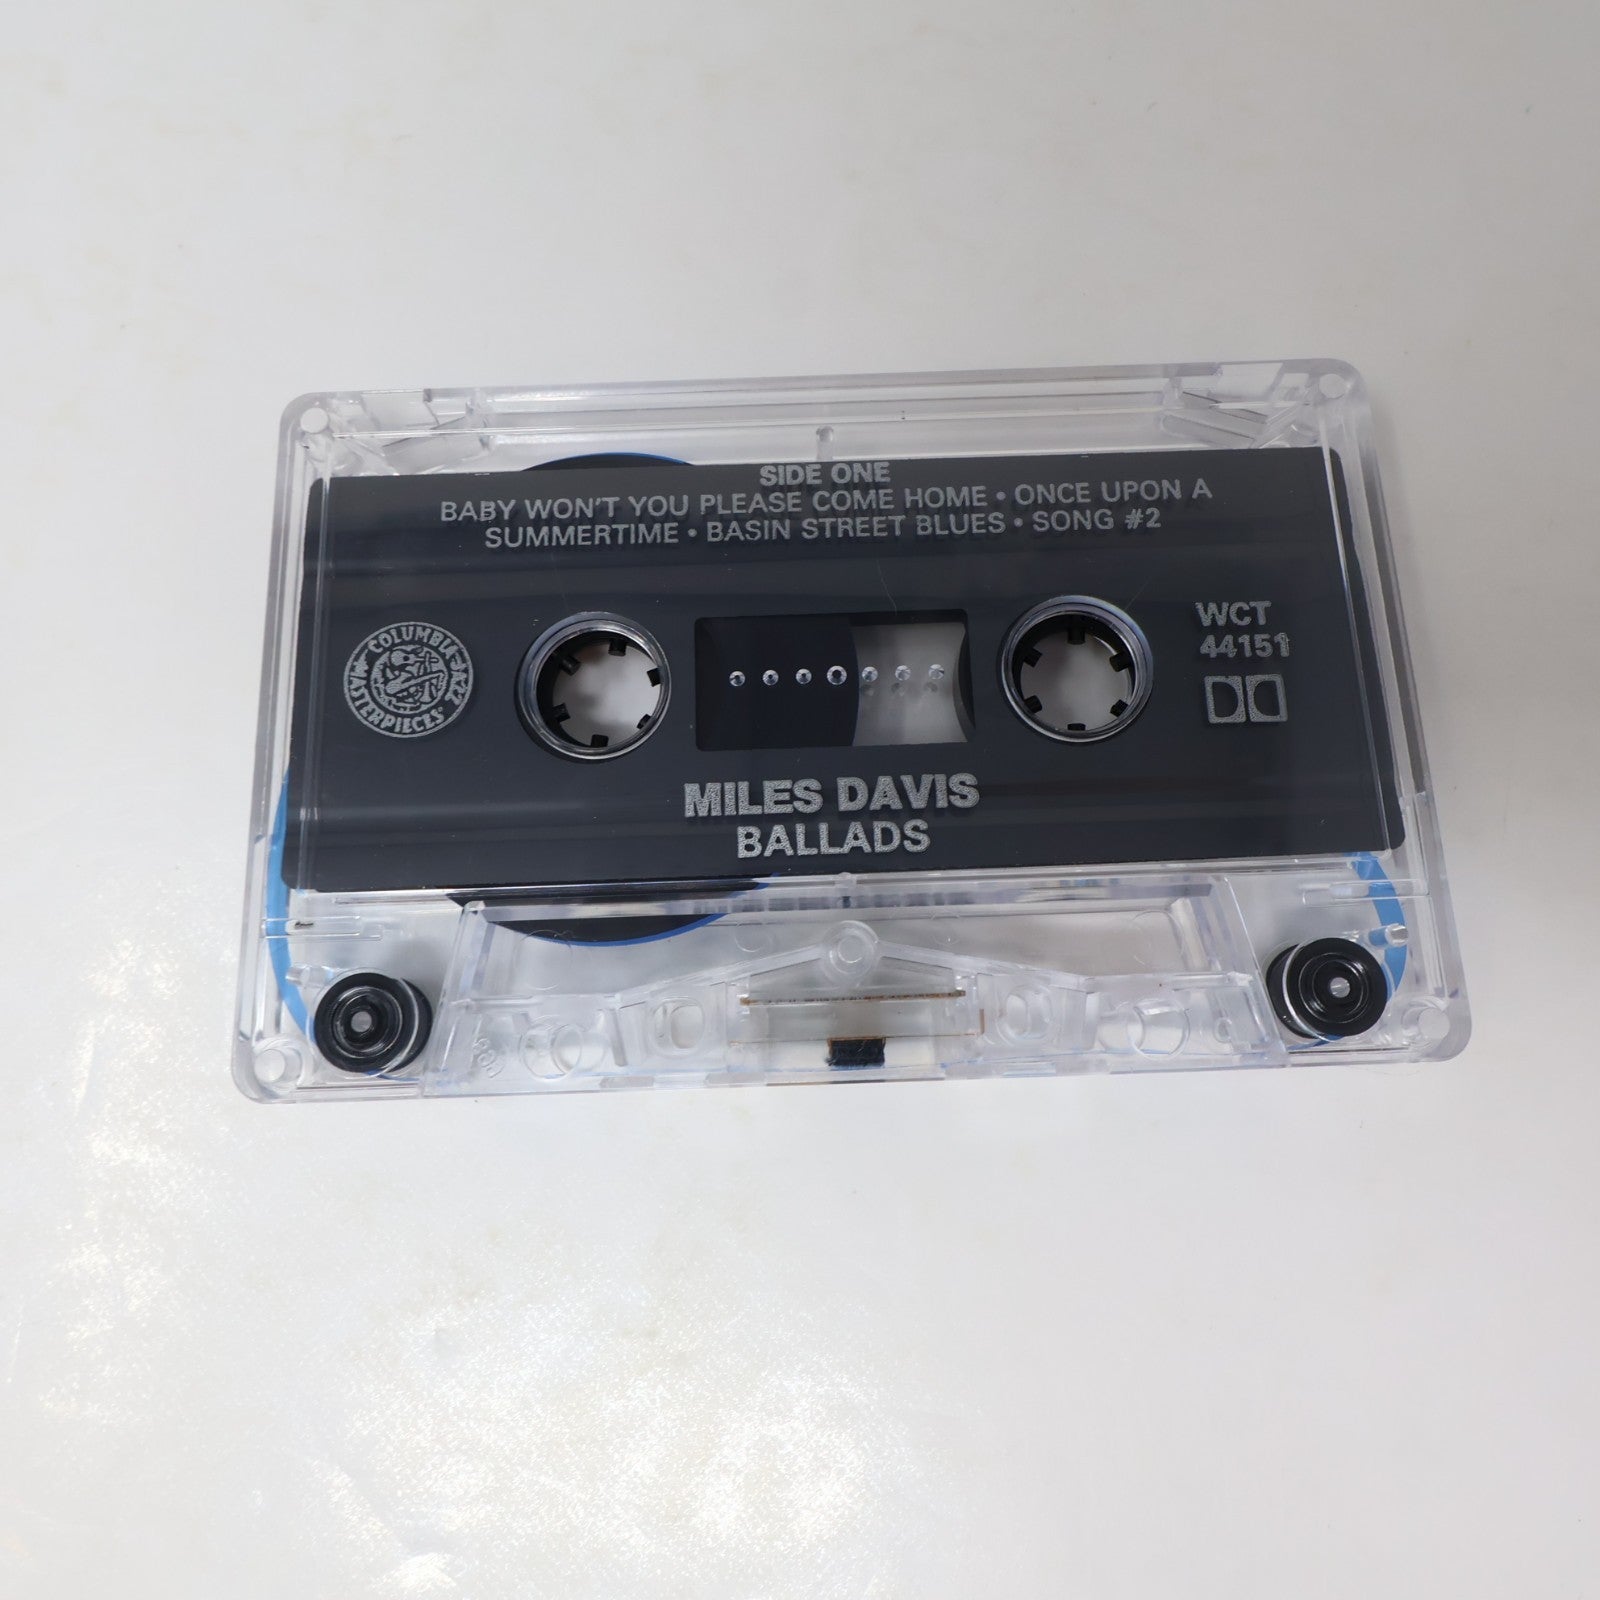 SIDE ONE
BABY WON'T YOU PLEASE COME HOME • ONCE UPON A
SUMMERTIME • BASIN STREET BLUES • SONG #2
COLUMBIA JAZZ MASTERPIECES
WCT
44151
MILES DAVIS
BALLADS